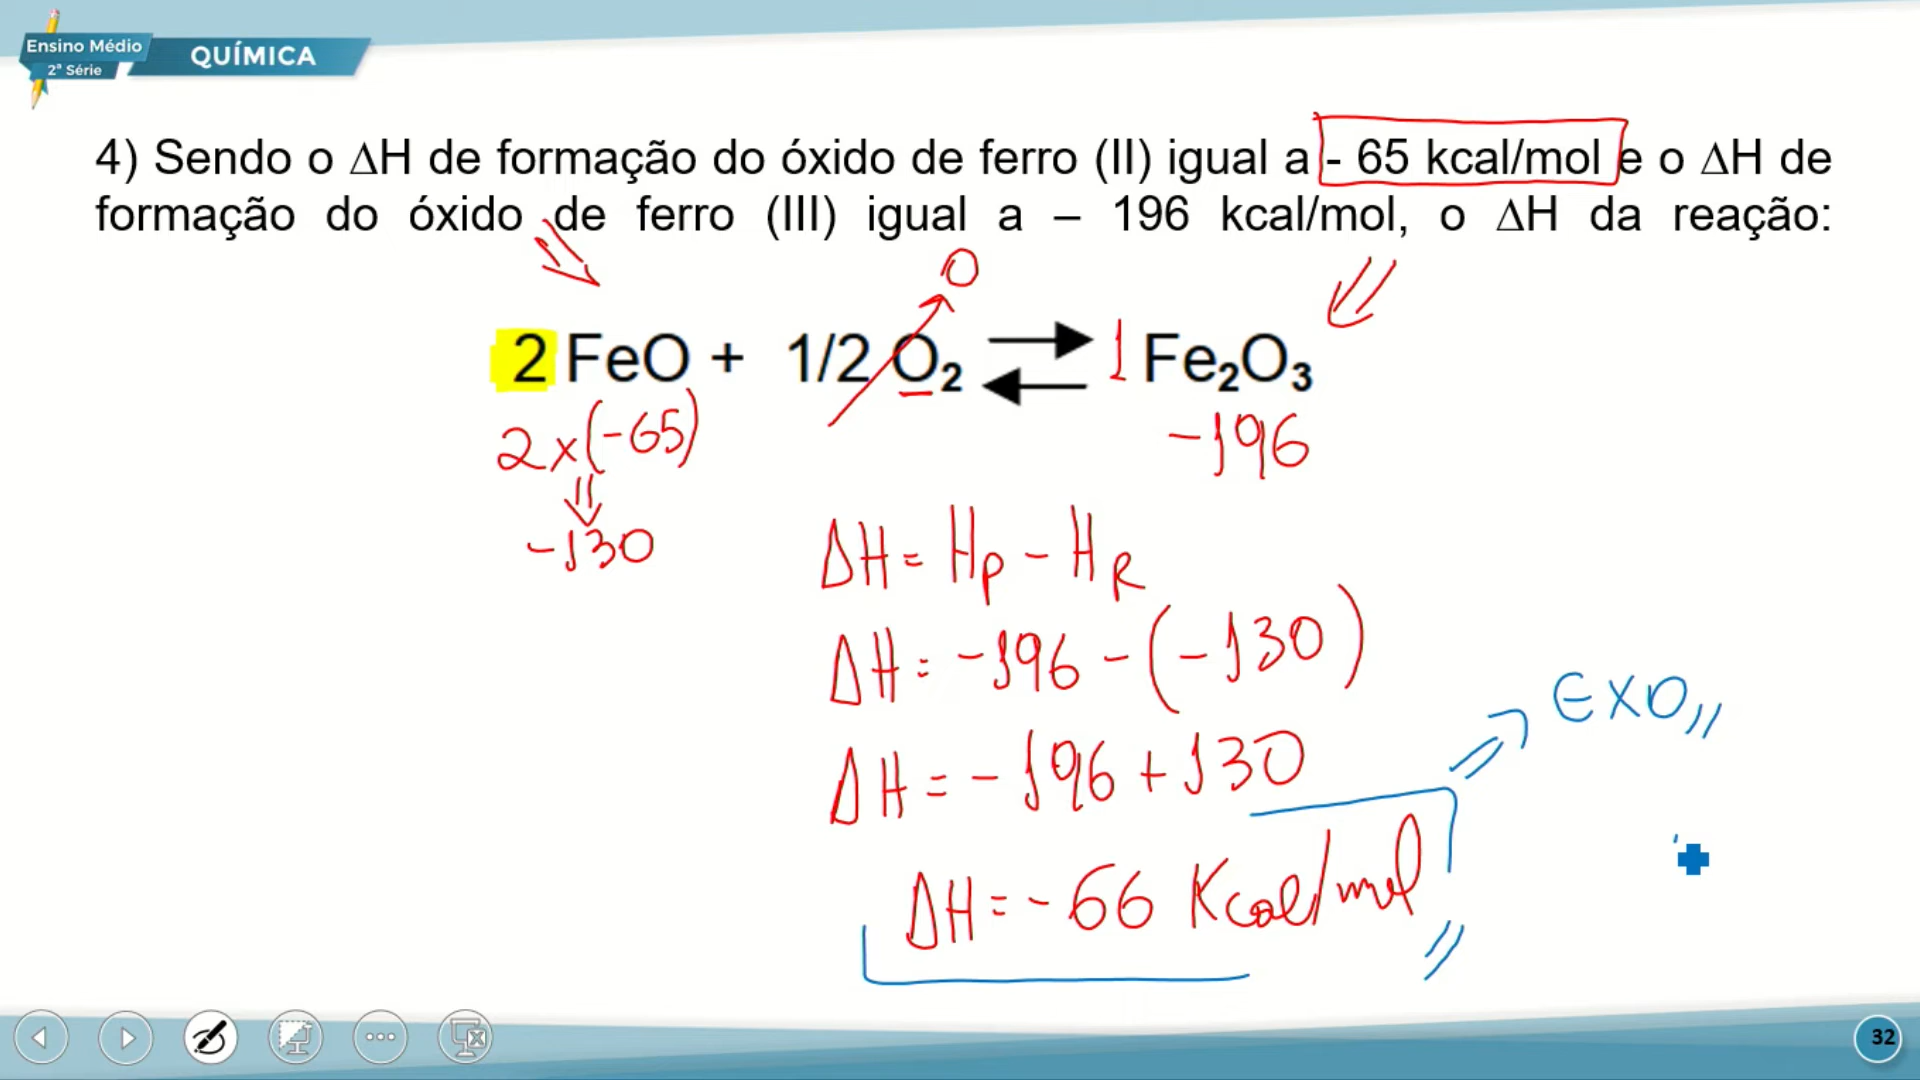 Ensino Médio
2ª Série
QUÍMICA
4) Sendo o ΔH de formação do óxido de ferro (II) igual a - 65 kcal/mol e o ΔH de
formação do óxido de ferro (III) igual a – 196 kcal/mol, o ΔH da reação:
0
2 FeO + 1/2 O₂ ⇄ 1 Fe₂O₃
2x(-65)
-196
-130
ΔH = HP - HR
ΔH = -196 - (-130)
EXO,,
ΔH = -196 + 130
ΔH = -66 Kcal/mol
32